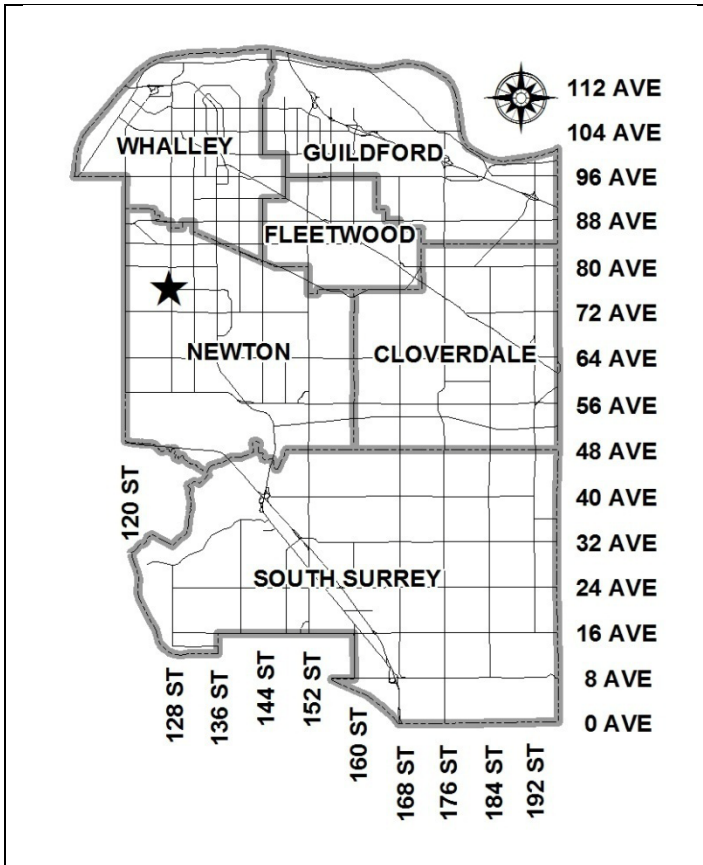 112 AVE
104 AVE
WHALLEY
GUILDFORD
96 AVE
88 AVE
FLEETWOOD
80 AVE
72 AVE
NEWTON
CLOVERDALE
64 AVE
56 AVE
48 AVE
120 ST
40 AVE
32 AVE
SOUTH SURREY
24 AVE
16 AVE
8 AVE
0 AVE
128 ST
136 ST
144 ST
152 ST
160 ST
168 ST
176 ST
184 ST
192 ST